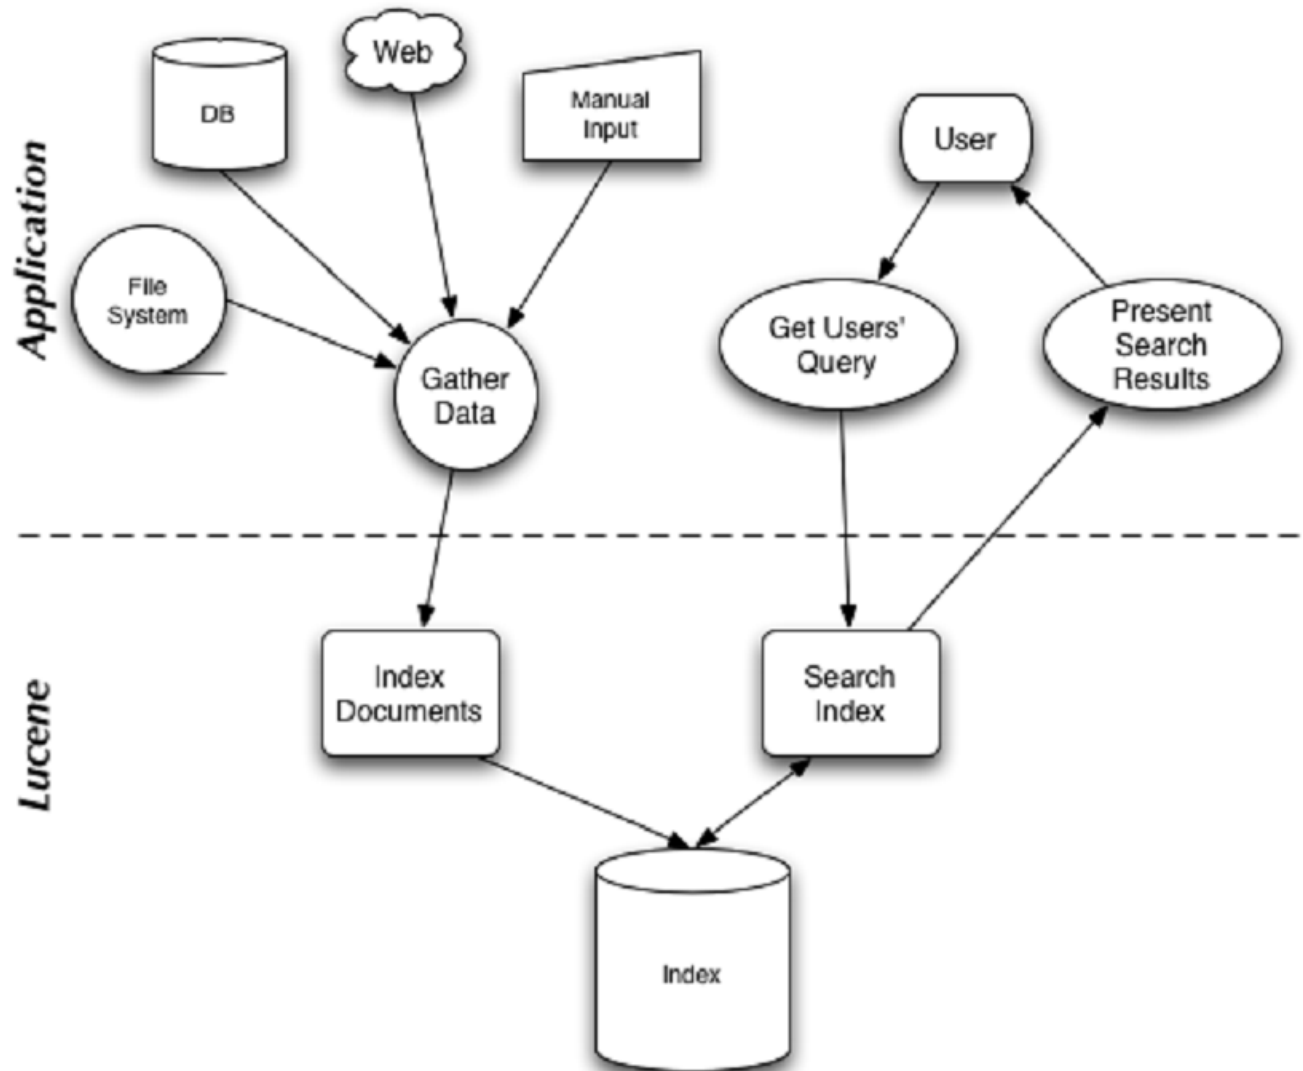 Web
DB
Manual
Input
User
Application
File
System
Get Users'
Query
Present
Search
Results
Gather
Data
Lucene
Index
Documents
Search
Index
Index